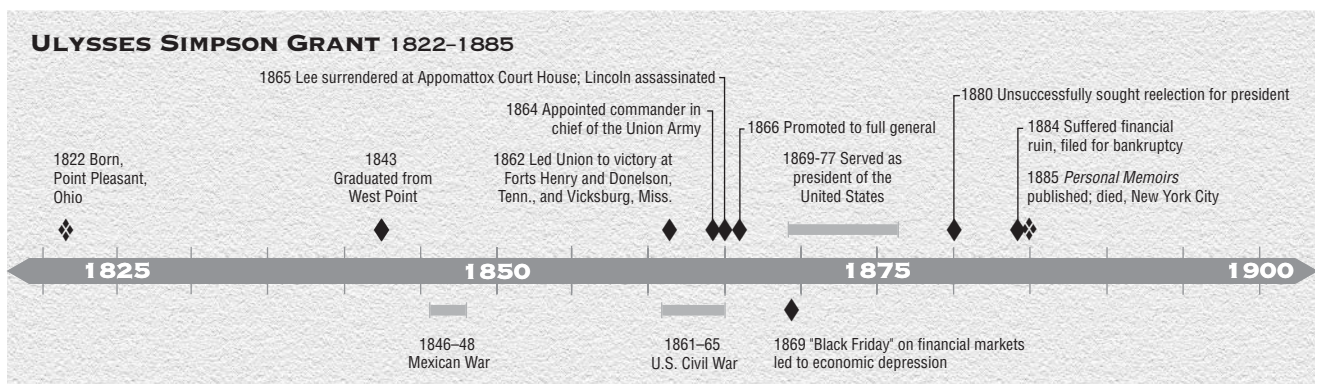 ULYSSES SIMPSON GRANT 1822–1885
1865 Lee surrendered at Appomattox Court House; Lincoln assassinated
1864 Appointed commander in
chief of the Union Army
1880 Unsuccessfully sought reelection for president
1866 Promoted to full general
1884 Suffered financial
ruin, filed for bankruptcy
1822 Born,
Point Pleasant,
Ohio
1843
Graduated from
West Point
1862 Led Union to victory at
Forts Henry and Donelson,
Tenn., and Vicksburg, Miss.
1869-77 Served as
president of the
United States
1885 Personal Memoirs
published; died, New York City
1825
1850
1875
1900
1846–48
Mexican War
1861–65
U.S. Civil War
1869 "Black Friday" on financial markets
led to economic depression